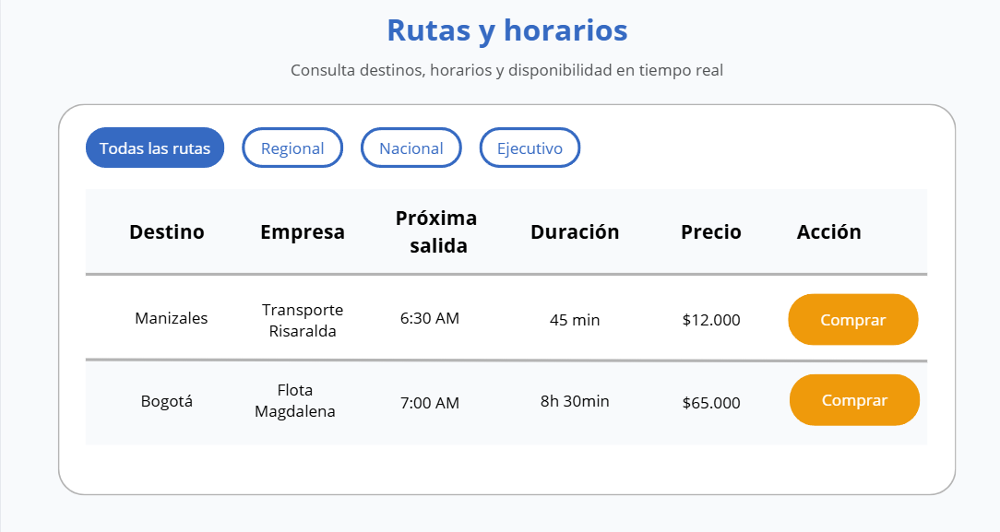 Rutas y horarios
Consulta destinos, horarios y disponibilidad en tiempo real
Todas las rutas
Regional
Nacional
Ejecutivo
Destino
Empresa
Próxima
salida
Duración
Precio
Acción
Manizales
Transporte
Risaralda
6:30 AM
45 min
$12.000
Comprar
Bogotá
Flota
Magdalena
7:00 AM
8h 30min
$65.000
Comprar